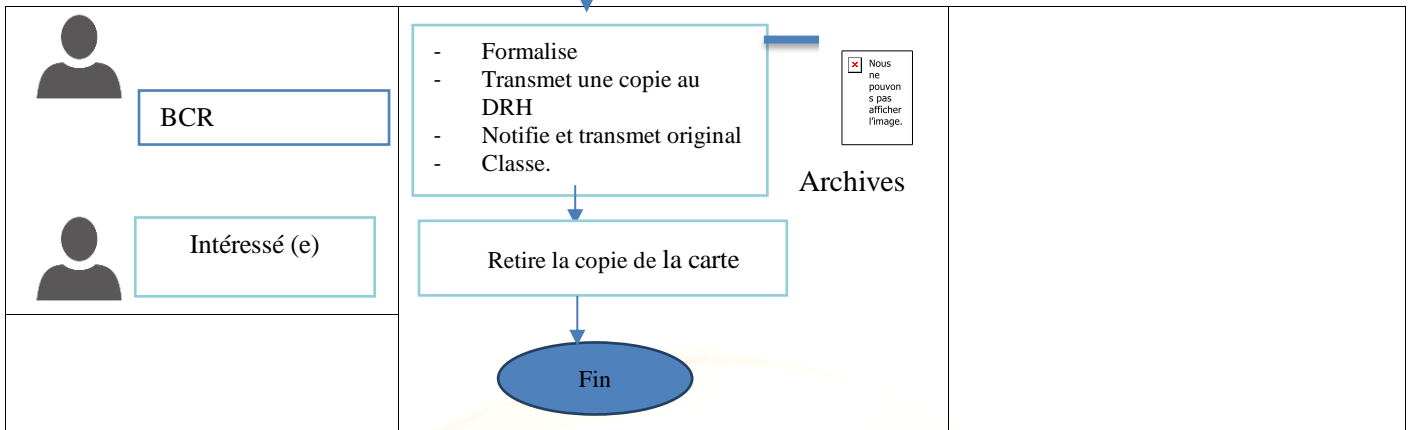 BCR
- Formalise
- Transmet une copie au
DRH
- Notifie et transmet original
- Classe.
Nous
ne
pouvon
s pas
afficher
l'image.
Archives
Intéressé (e)
Retire la copie de la carte
Fin